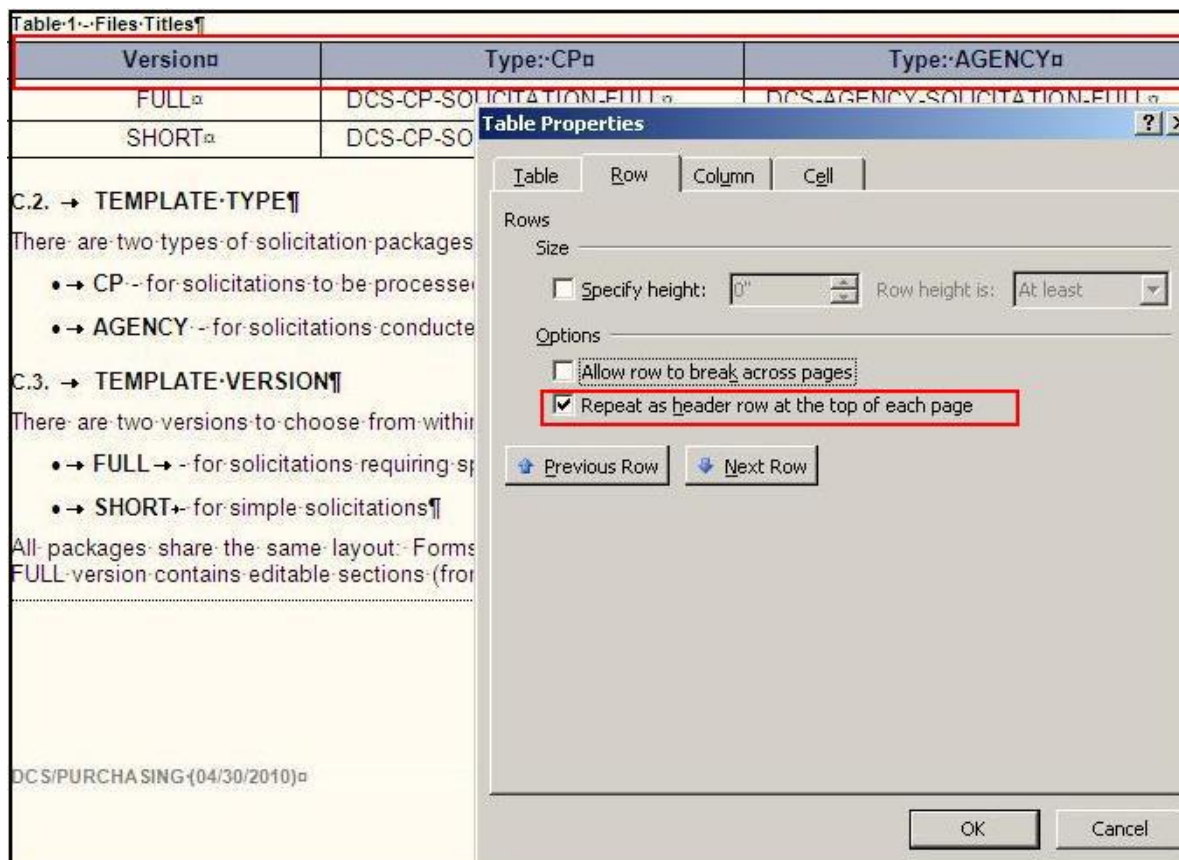 Table·1·-·Files·Titles¶
Version¤ Type:·CP¤ Type:·AGENCY¤
FULL¤ DCS-CP-SOLICITATION-FULL¤ DCS-AGENCY-SOLICITATION-FULL¤
SHORT¤ DCS-CP-SO
C.2. → TEMPLATE·TYPE¶
There·are·two·types·of·solicitation·packages
•→ CP·-·for·solicitations·to·be·processe
•→ AGENCY·-·for·solicitations·conducte
C.3. → TEMPLATE·VERSION¶
There·are·two·versions·to·choose·from·withi
•→ FULL→·-·for·solicitations·requiring·s
•→ SHORT→-·for·simple·solicitations¶
All·packages·share·the·same·layout:·Forms
FULL·version·contains·editable·sections·(fro
DCS/PURCHASING·(04/30/2010)¤
Table Properties ? X
Table Row Column Cell
Rows
Size
Specify height: 0" Row height is: At least
Options
Allow row to break across pages
Repeat as header row at the top of each page
Previous Row Next Row
OK Cancel